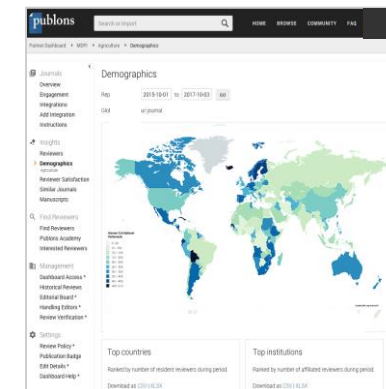 publons
Search or import
HOME BROWSE COMMUNITY FAQ
Publons Dashboard > MDPI > Agriculture > Demographics
Journals
Overview
Engagement
Integrations
Add Integration
Instructions
Insights
Reviewers
Demographics
Agriculture
Reviewer Satisfaction
Similar Journals
Manuscripts
Find Reviewers
Find Reviewers
Publons Academy
Interested Reviewers
Management
Dashboard Access *
Historical Reviews
Editorial Board *
Handling Editors *
Review Verification *
Settings
Review Policy *
Publication Badge
Edit Details *
Dashboard Help *
Demographics
Rep
to 2017-10-03 GO
ur journal
Top countries
Ranked by number of resident reviewers during period.
Download as CSV | XLSX
Top institutions
Ranked by number of affiliated reviewers during period.
Download as CSV | XLSX